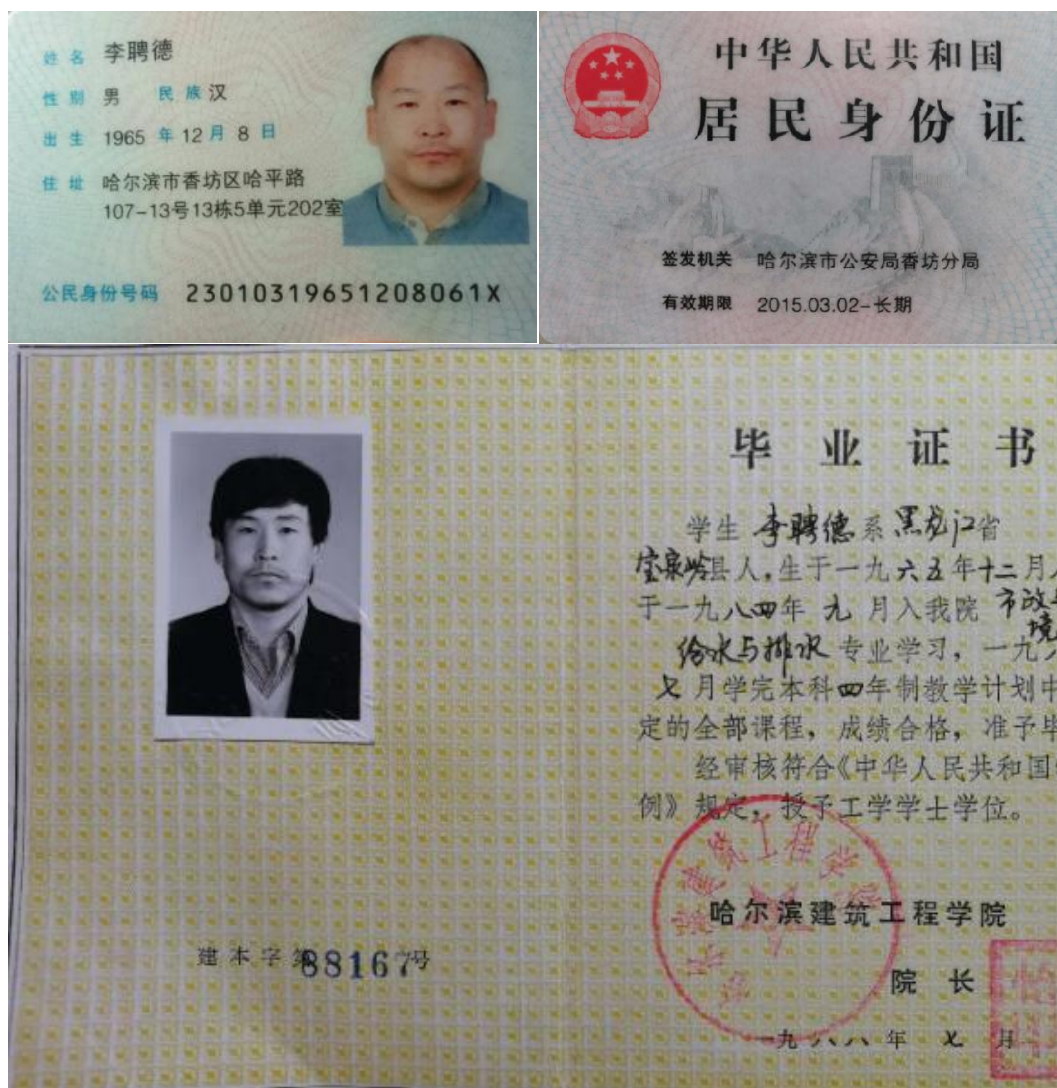 姓名 李聘德
性别 男 民族 汉
出生 1965 年 12 月 8 日
住址 哈尔滨市香坊区哈平路
107-13号13栋5单元202室
公民身份号码 23010319651208061X
中华人民共和国
居民身份证
签发机关 哈尔滨市公安局香坊分局
有效期限 2015.03.02-长期
毕业证书
学生 李聘德 系 黑龙江省
宝泉岭县人,生于一九六五年十二月
于一九八四年 九 月入我院 市政
境
给水与排水 专业学习,一九
七 月学完本科四年制教学计划中
定的全部课程,成绩合格,准予毕
经审核符合《中华人民共和国
例》规定,授予工学学士学位。
哈尔滨建筑工程学院
建本字第88167号
院长
一九八八年 七 月